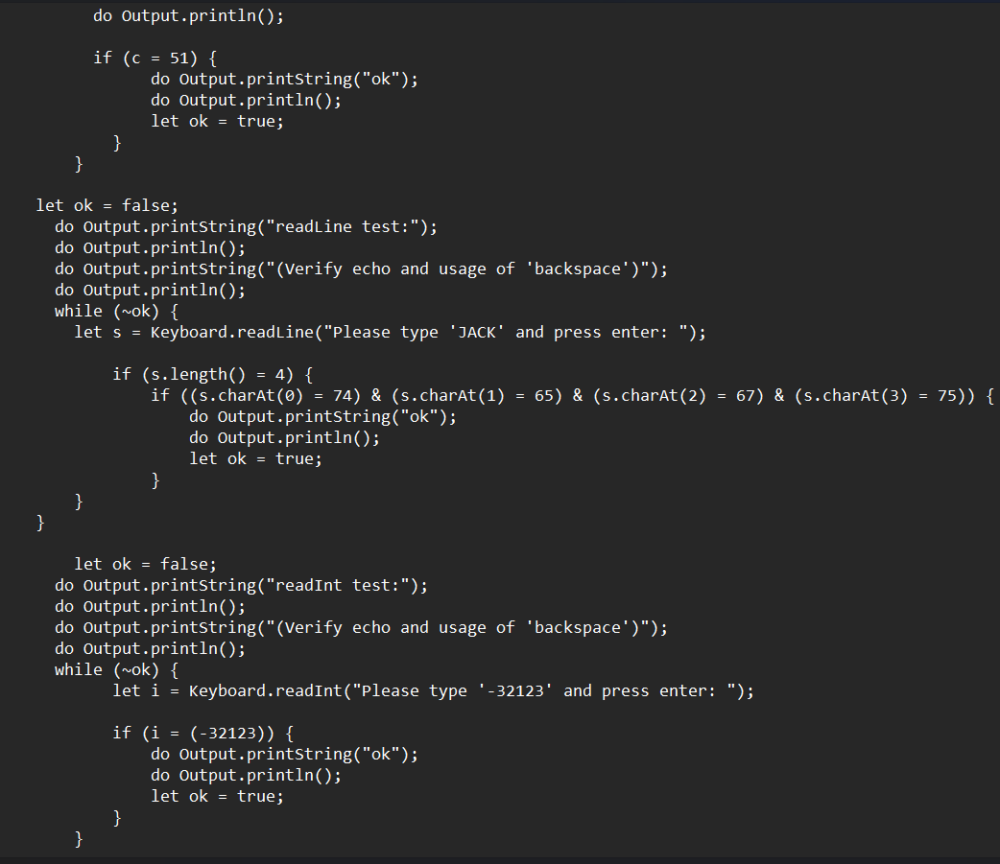 do Output.println();
if (c = 51) {
do Output.printString("ok");
do Output.println();
let ok = true;
}
}
let ok = false;
do Output.printString("readLine test:");
do Output.println();
do Output.printString("(Verify echo and usage of 'backspace')");
do Output.println();
while (~ok) {
let s = Keyboard.readLine("Please type 'JACK' and press enter: ");
if (s.length() = 4) {
if ((s.charAt(0) = 74) & (s.charAt(1) = 65) & (s.charAt(2) = 67) & (s.charAt(3) = 75)) {
do Output.printString("ok");
do Output.println();
let ok = true;
}
}
}
let ok = false;
do Output.printString("readInt test:");
do Output.println();
do Output.printString("(Verify echo and usage of 'backspace')");
do Output.println();
while (~ok) {
let i = Keyboard.readInt("Please type '-32123' and press enter: ");
if (i = (-32123)) {
do Output.printString("ok");
do Output.println();
let ok = true;
}
}